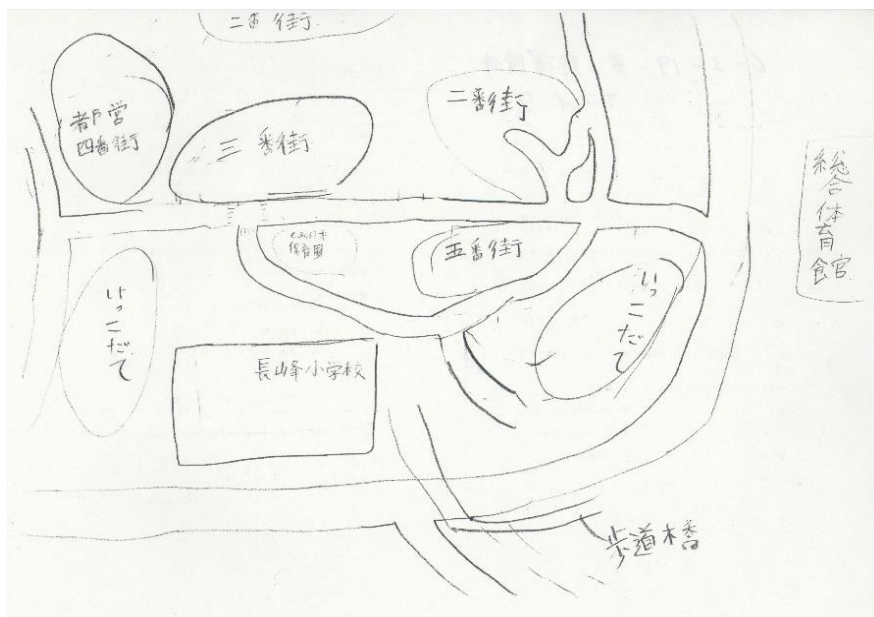 二番街
二番街
都営
四番街
三番街
総合体育館
保育園
五番街
いっこだて
いっこだて
長峰小学校
歩道橋